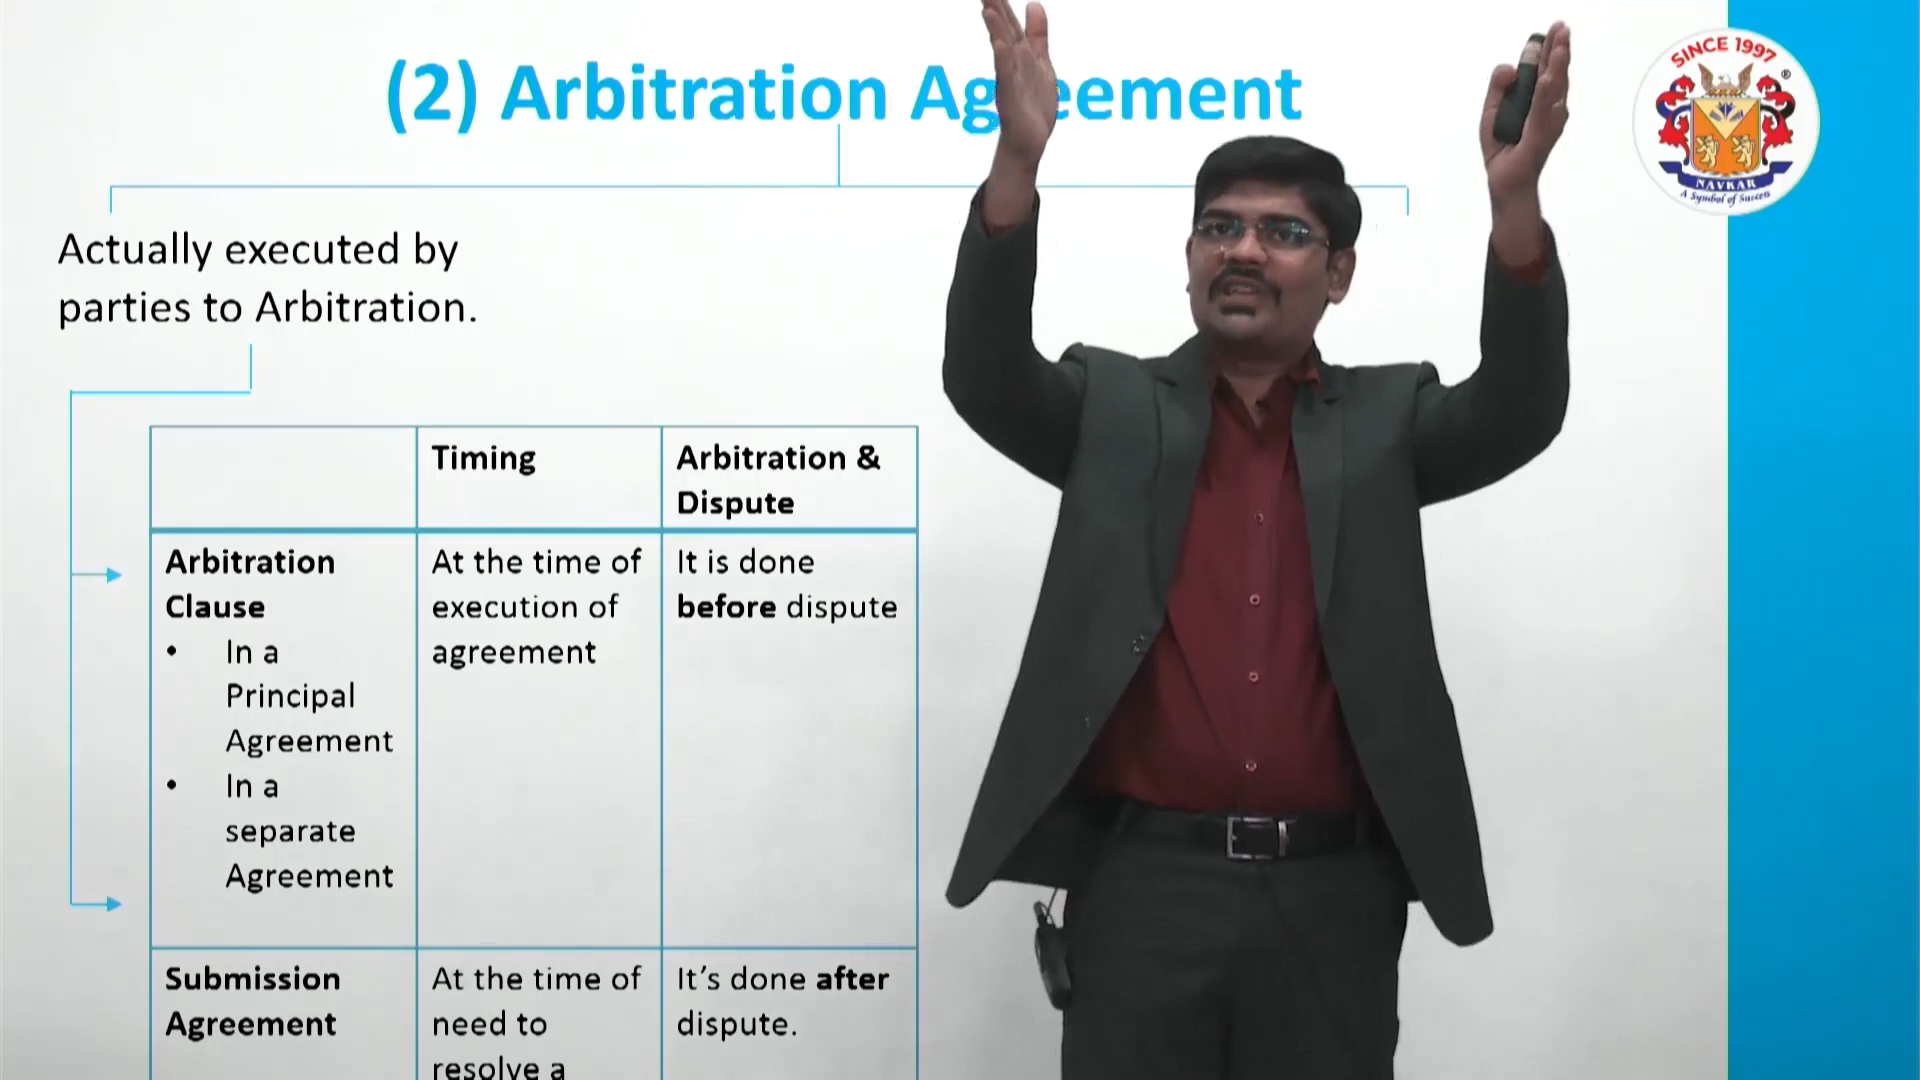 (2) Arbitration Agreement
SINCE 1997
®
NAVKAR
A Symbol of Success
Actually executed by
parties to Arbitration.
Timing
Arbitration &
Dispute
Arbitration
Clause
• In a
Principal
Agreement
• In a
separate
Agreement
At the time of
execution of
agreement
It is done
before dispute
Submission
Agreement
At the time of
need to
resolve a
It’s done after
dispute.